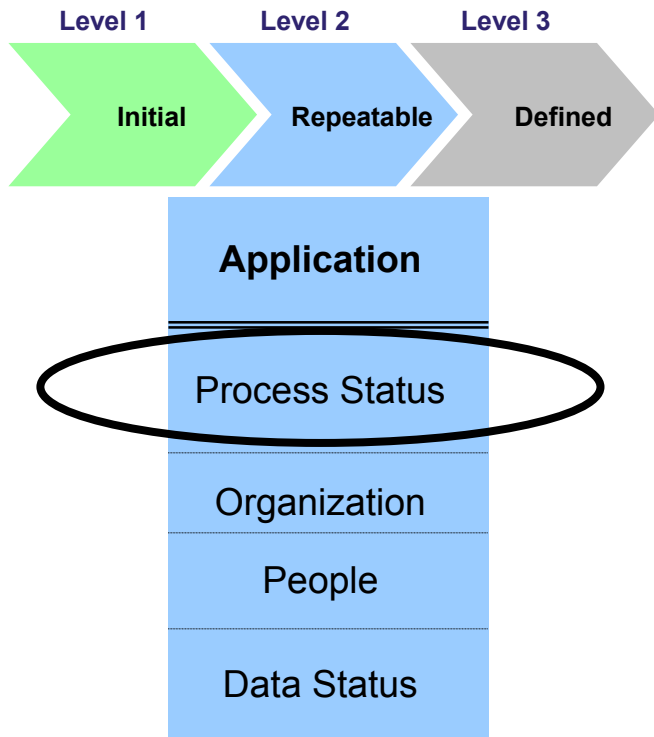 Level 1 Level 2 Level 3
Initial Repeatable Defined
Application
Process Status
Organization
People
Data Status